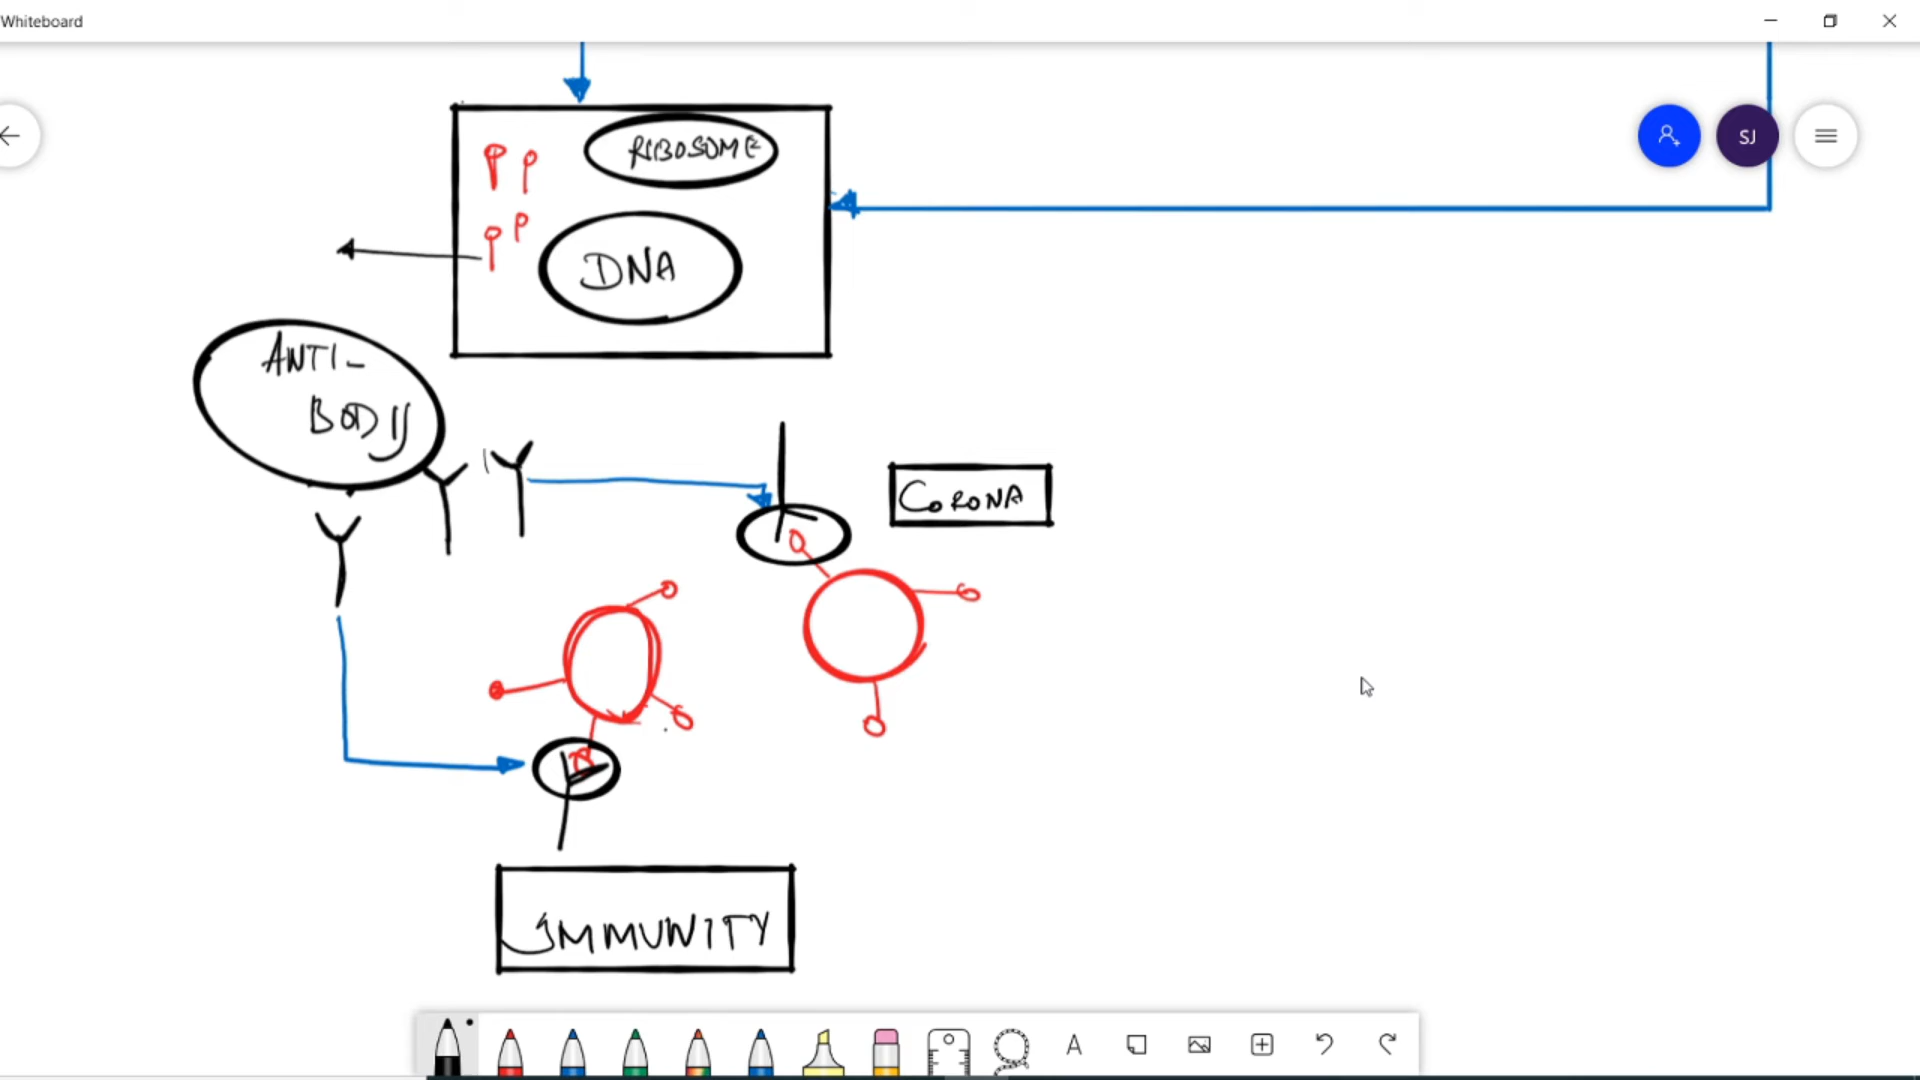 Whiteboard
RIBOSOME
P P
P P
DNA
SJ
ANTI-
BODY
CORONA
IMMUNITY
A